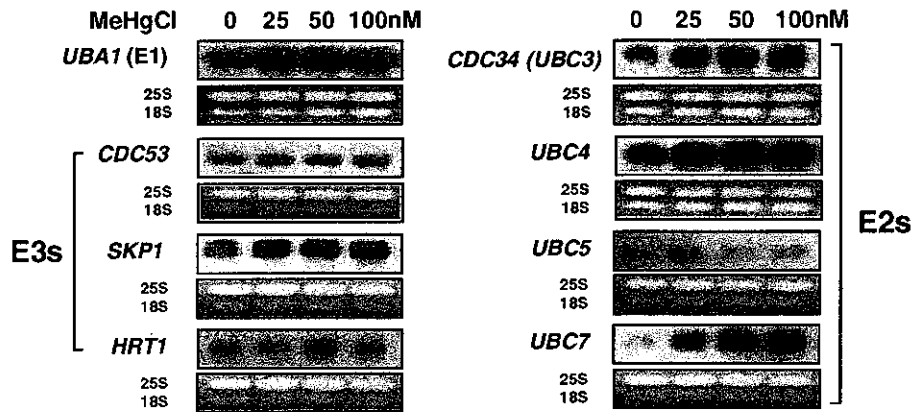 MeHgCl 0 25 50 100nM
UBA1 (E1)
25S
18S
CDC53
25S
18S
E3s
SKP1
25S
18S
HRT1
25S
18S
0 25 50 100nM
CDC34 (UBC3)
25S
18S
UBC4
25S
18S
E2s
UBC5
25S
18S
UBC7
25S
18S